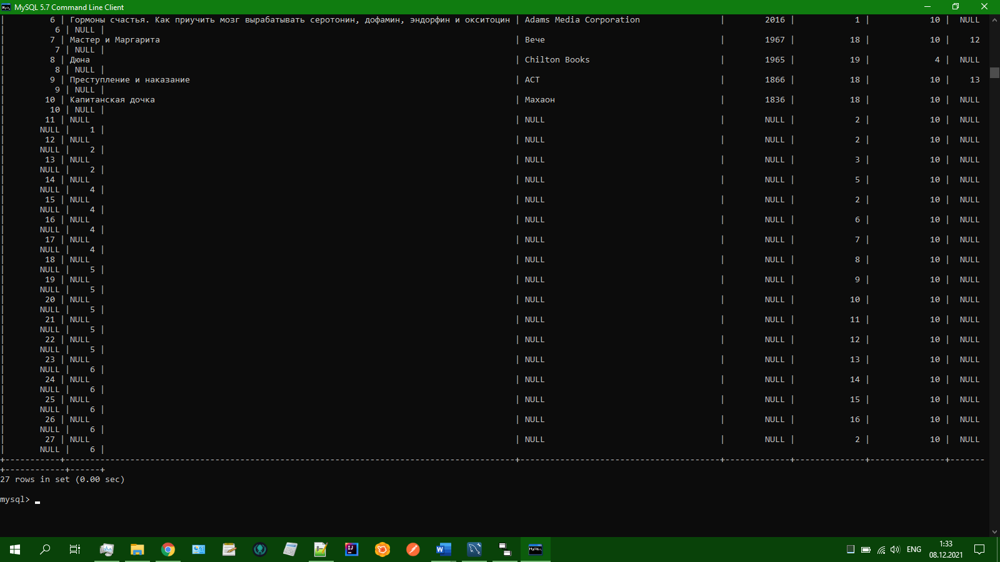 MySQL 5.7 Command Line Client
| 6 | Гормоны счастья. Как приучить мозг вырабатывать серотонин, дофамин, эндорфин и окситоцин | Adams Media Corporation | 2016 | 1 | 10 | NULL
| 6 | NULL |
| 7 | Мастер и Маргарита | Вече | 1967 | 18 | 10 | 12
| 7 | NULL |
| 8 | Дюна | Chilton Books | 1965 | 19 | 4 | NULL
| 8 | NULL |
| 9 | Преступление и наказание | АСТ | 1866 | 18 | 10 | 13
| 9 | NULL |
| 10 | Капитанская дочка | Махаон | 1836 | 18 | 10 | NULL
| 10 | NULL |
| 11 | NULL | NULL | NULL | 2 | 10 | NULL
| NULL | 1 |
| 12 | NULL | NULL | NULL | 2 | 10 | NULL
| NULL | 2 |
| 13 | NULL | NULL | NULL | 3 | 10 | NULL
| NULL | 2 |
| 14 | NULL | NULL | NULL | 5 | 10 | NULL
| NULL | 4 |
| 15 | NULL | NULL | NULL | 2 | 10 | NULL
| NULL | 4 |
| 16 | NULL | NULL | NULL | 6 | 10 | NULL
| NULL | 4 |
| 17 | NULL | NULL | NULL | 7 | 10 | NULL
| NULL | 4 |
| 18 | NULL | NULL | NULL | 8 | 10 | NULL
| NULL | 5 |
| 19 | NULL | NULL | NULL | 9 | 10 | NULL
| NULL | 5 |
| 20 | NULL | NULL | NULL | 10 | 10 | NULL
| NULL | 5 |
| 21 | NULL | NULL | NULL | 11 | 10 | NULL
| NULL | 5 |
| 22 | NULL | NULL | NULL | 12 | 10 | NULL
| NULL | 5 |
| 23 | NULL | NULL | NULL | 13 | 10 | NULL
| NULL | 6 |
| 24 | NULL | NULL | NULL | 14 | 10 | NULL
| NULL | 6 |
| 25 | NULL | NULL | NULL | 15 | 10 | NULL
| NULL | 6 |
| 26 | NULL | NULL | NULL | 16 | 10 | NULL
| NULL | 6 |
| 27 | NULL | NULL | NULL | 2 | 10 | NULL
| NULL | 6 |
27 rows in set (0.00 sec)
mysql>
ENG
1:33
08.12.2021